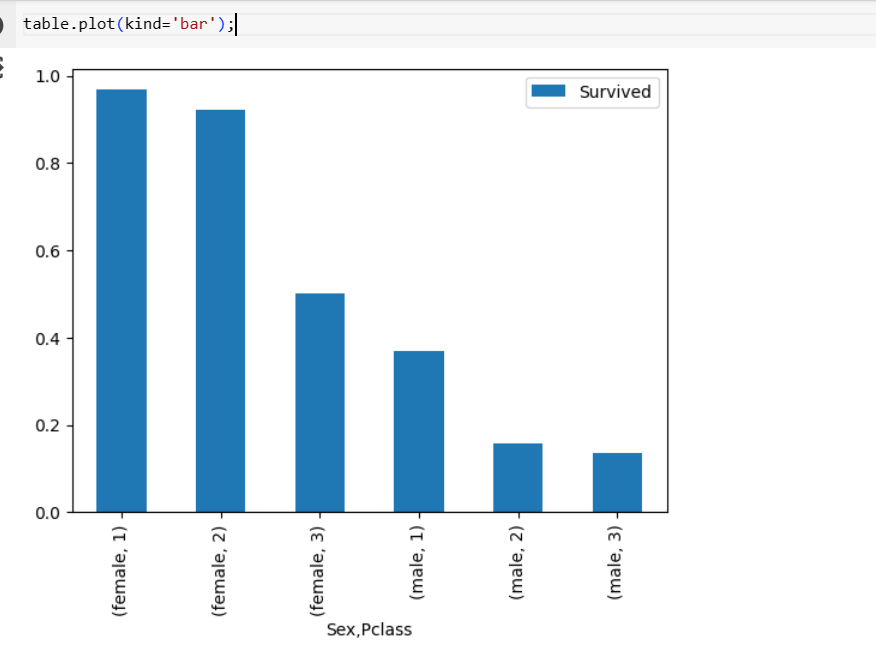 table.plot(kind='bar');
1.0
Survived
0.8
0.6
0.4
0.2
0.0
(female, 1)
(female, 2)
(female, 3)
(male, 1)
(male, 2)
(male, 3)
Sex,Pclass